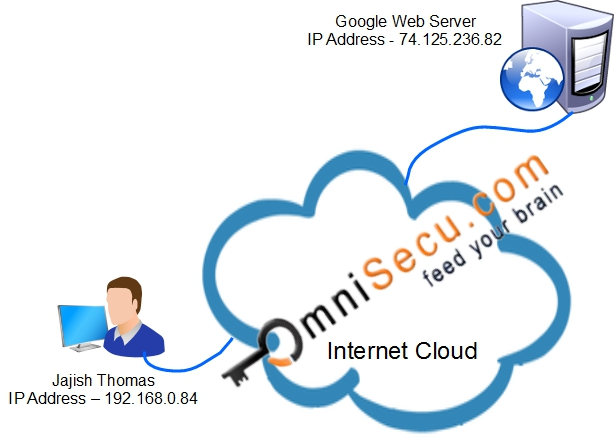 Google Web Server
IP Address - 74.125.236.82
OmniSecu.com
feed your brain
Internet Cloud
Jajish Thomas
IP Address – 192.168.0.84